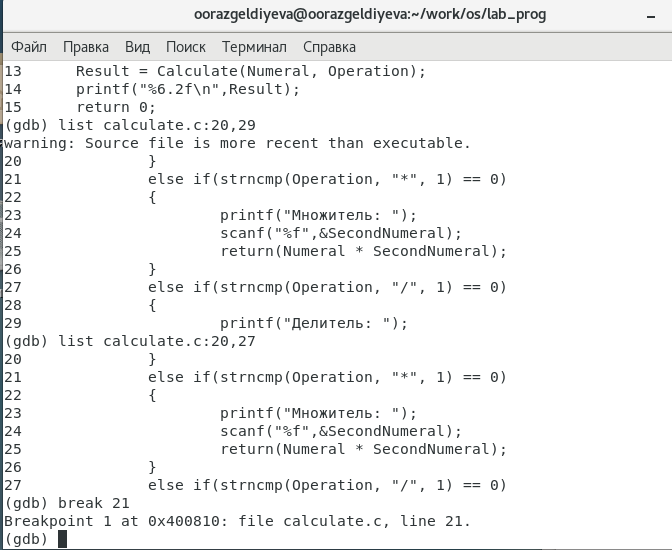 oorazgeldiyeva@oorazgeldiyeva:~/work/os/lab_prog
Файл Правка Вид Поиск Терминал Справка
13      Result = Calculate(Numeral, Operation);
14      printf("%6.2f\n",Result);
15      return 0;
(gdb) list calculate.c:20,29
warning: Source file is more recent than executable.
20              }
21              else if(strncmp(Operation, "*", 1) == 0)
22              {
23                      printf("Множитель: ");
24                      scanf("%f",&SecondNumeral);
25                      return(Numeral * SecondNumeral);
26              }
27              else if(strncmp(Operation, "/", 1) == 0)
28              {
29                      printf("Делитель: ");
(gdb) list calculate.c:20,27
20              }
21              else if(strncmp(Operation, "*", 1) == 0)
22              {
23                      printf("Множитель: ");
24                      scanf("%f",&SecondNumeral);
25                      return(Numeral * SecondNumeral);
26              }
27              else if(strncmp(Operation, "/", 1) == 0)
(gdb) break 21
Breakpoint 1 at 0x400810: file calculate.c, line 21.
(gdb)